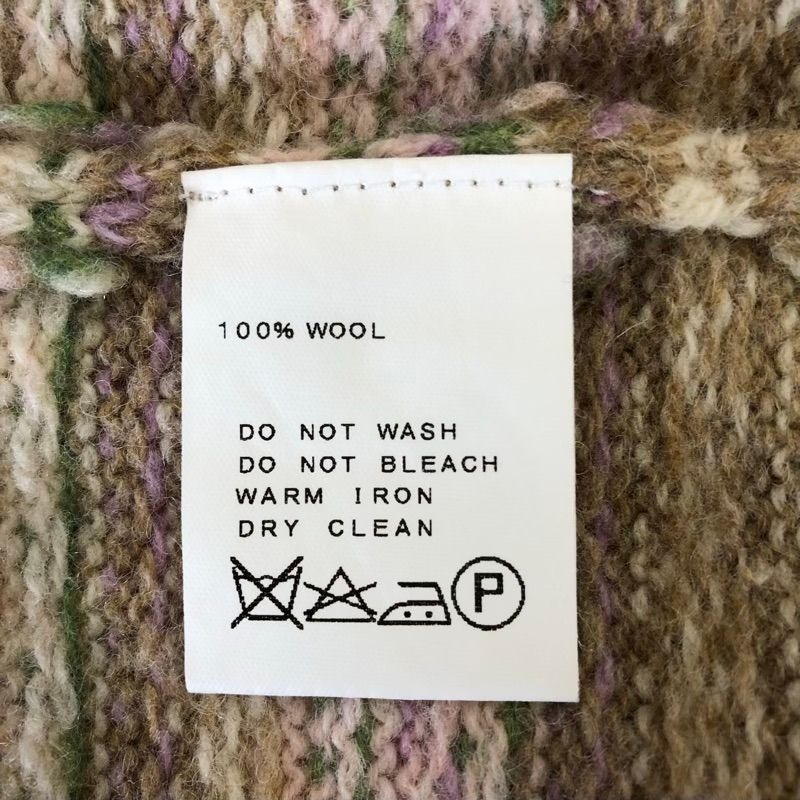 100% WOOL
DO NOT WASH
DO NOT BLEACH
WARM IRON
DRY CLEAN
P